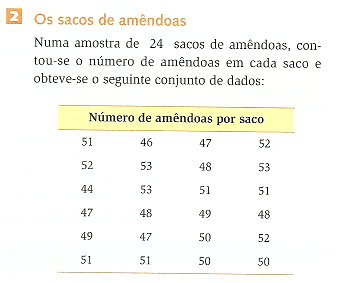 2 Os sacos de amêndoas
Numa amostra de 24 sacos de amêndoas, con-
tou-se o número de amêndoas em cada saco e
obteve-se o seguinte conjunto de dados:
Número de amêndoas por saco
51 46 47 52
52 53 48 53
44 53 51 51
47 48 49 48
49 47 50 52
51 51 50 50